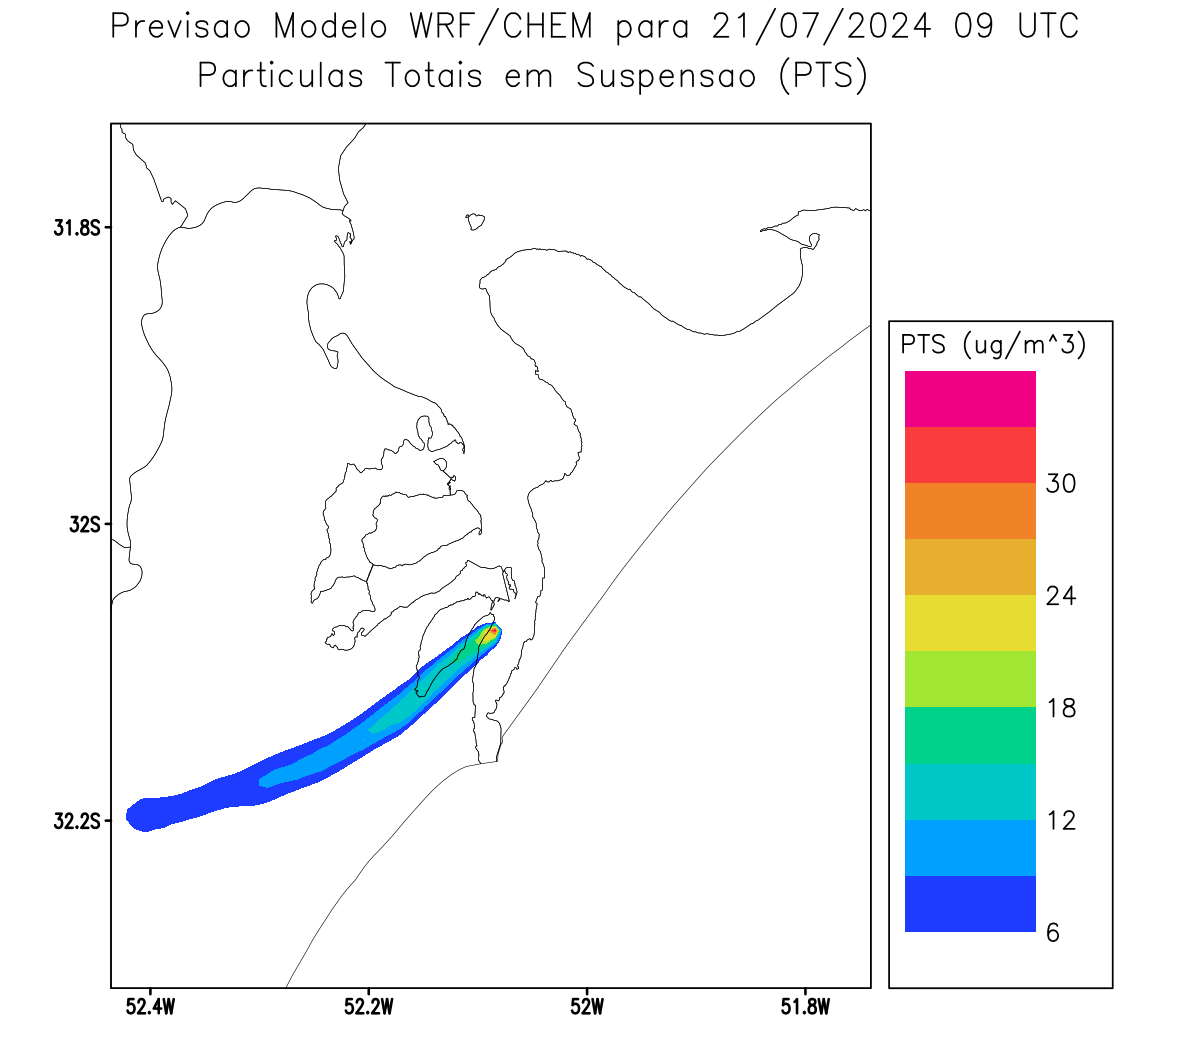 Previsao Modelo WRF/CHEM para 21/07/2024 09 UTC
Particulas Totais em Suspensao (PTS)
31.8S
32S
32.2S
52.4W
52.2W
52W
51.8W
PTS (ug/m^3)
30
24
18
12
6